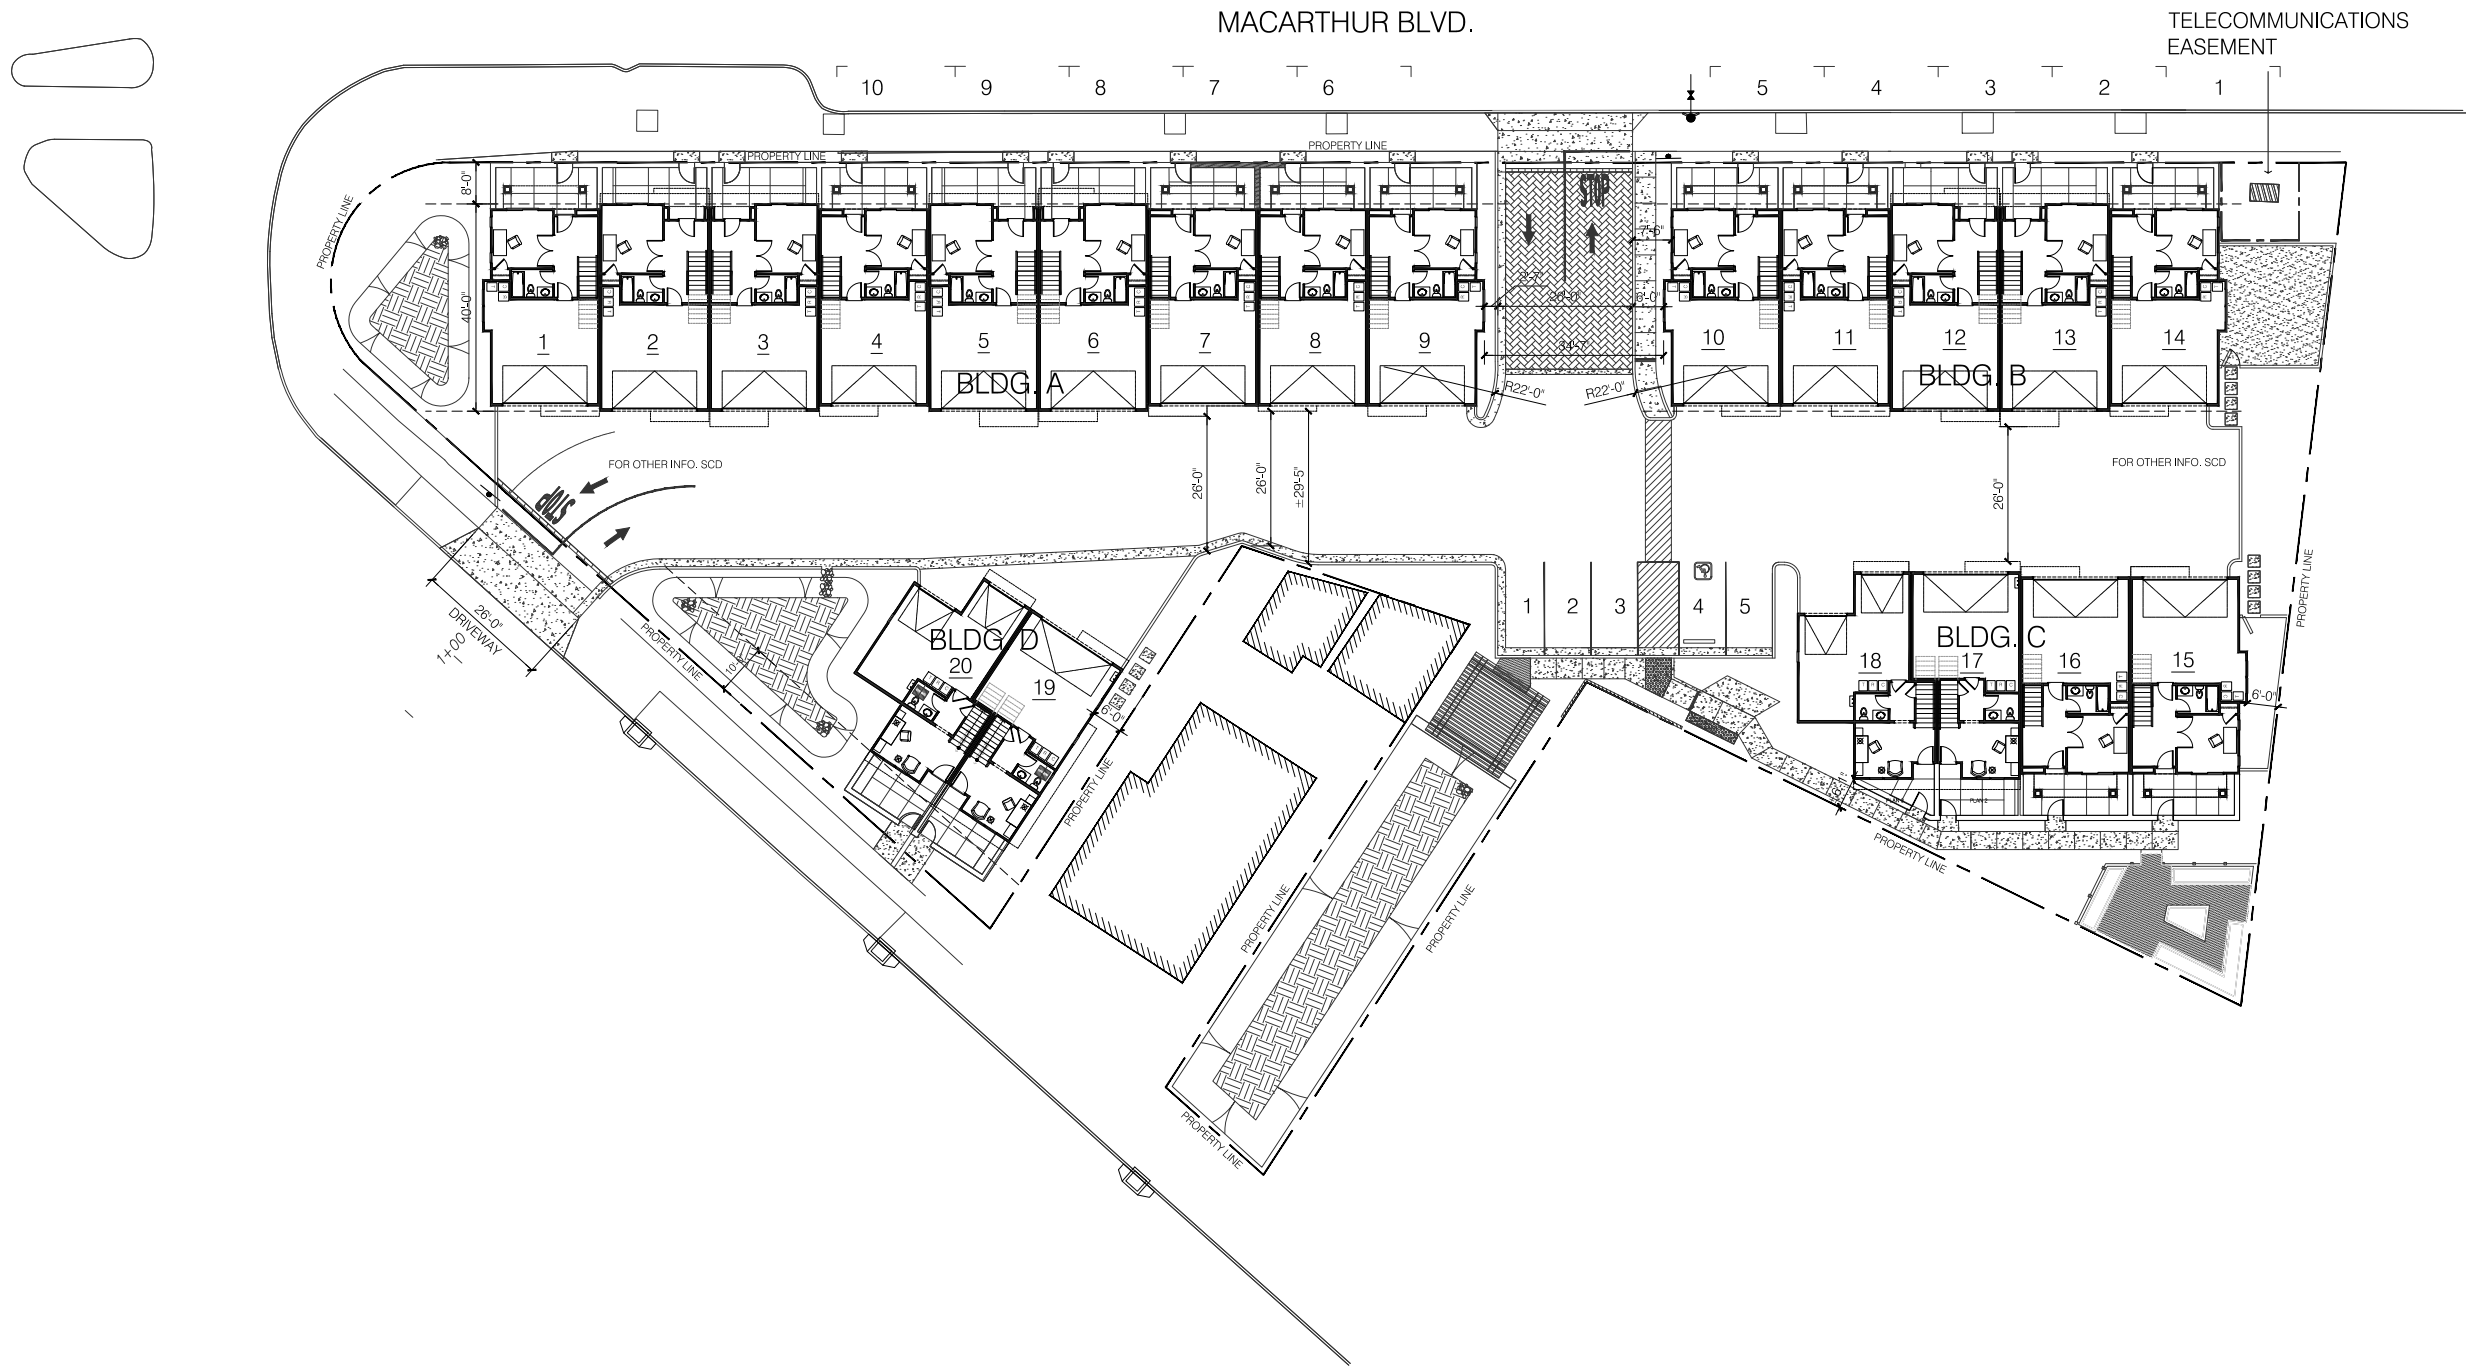 MACARTHUR BLVD.
TELECOMMUNICATIONS
EASEMENT
10 9 8 7 6 5 4 3 2 1
PROPERTY LINE
PROPERTY LINE
PROPERTY LINE
8'-0"
40'-0"
STOP
7'-6"
26'-0"
6'-0"
34'-7"
R22'-0"
R22'-0"
1 2 3 4 5 6 7 8 9 10 11 12 13 14
BLDG. A
BLDG. B
FOR OTHER INFO. SCD
FOR OTHER INFO. SCD
STOP
26'-0"
26'-0"
±29'-5"
26'-0"
26'-0"
DRIVEWAY
1+00
PROPERTY LINE
PROPERTY LINE
1 2 3 4 5
BLDG. D
20
19
6'-0"
BLDG. C
18 17 16 15
6'-0"
PLAN 2
PROPERTY LINE
PROPERTY LINE
PROPERTY LINE
PROPERTY LINE
PROPERTY LINE